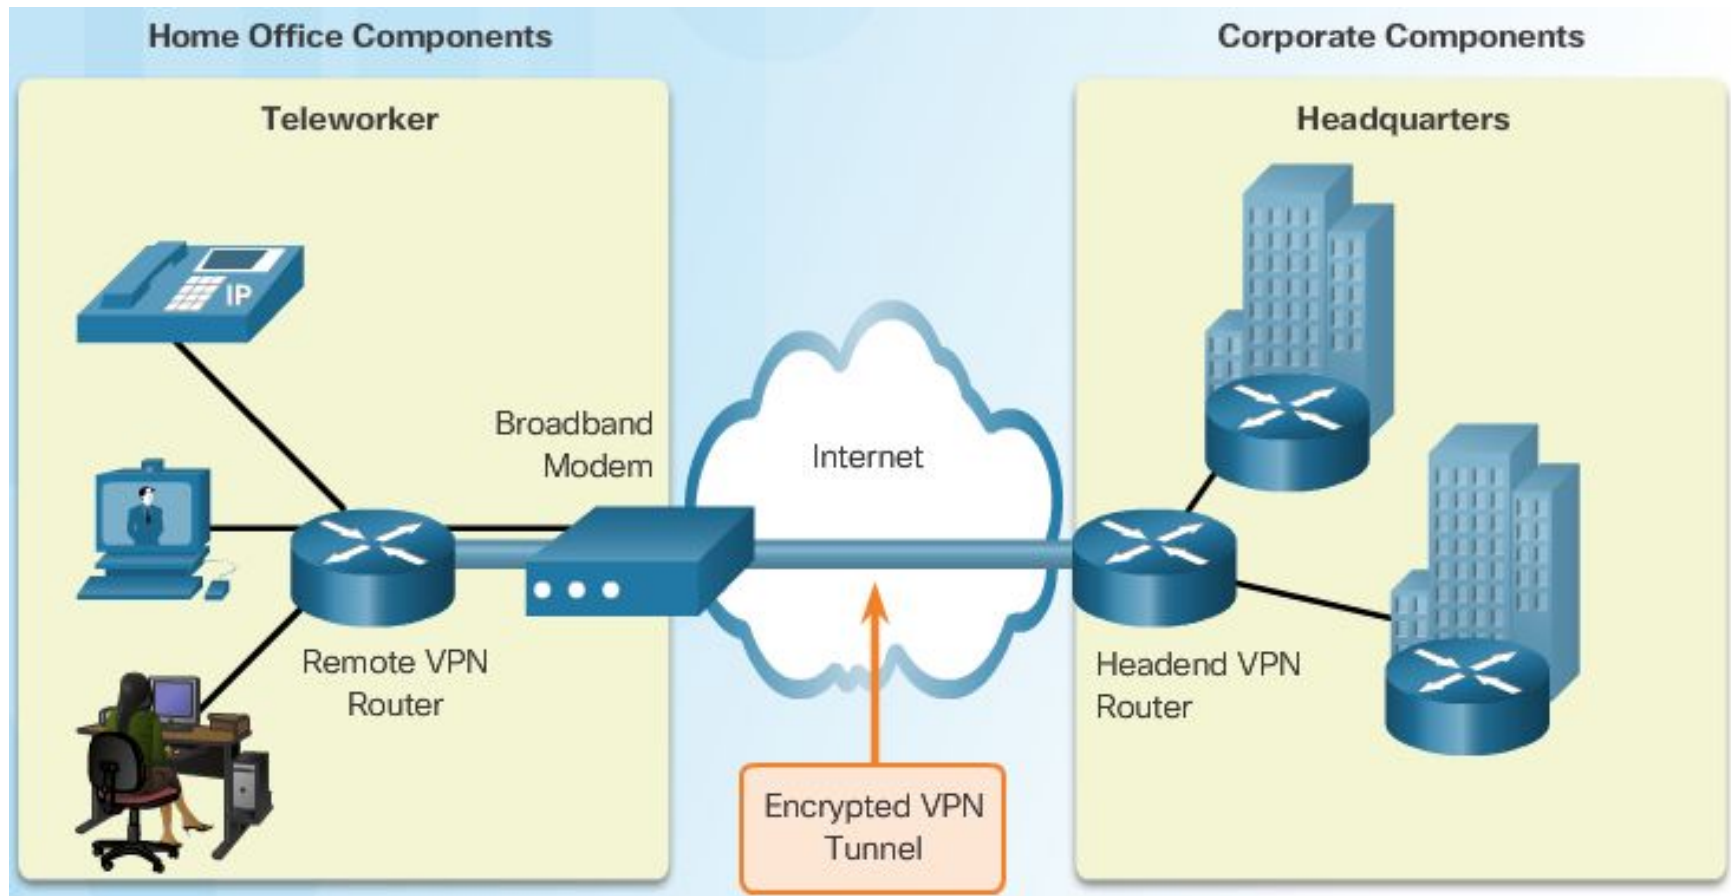 Home Office Components
Corporate Components
Teleworker
Headquarters
IP
Broadband
Modem
Internet
Remote VPN
Router
Headend VPN
Router
Encrypted VPN
Tunnel